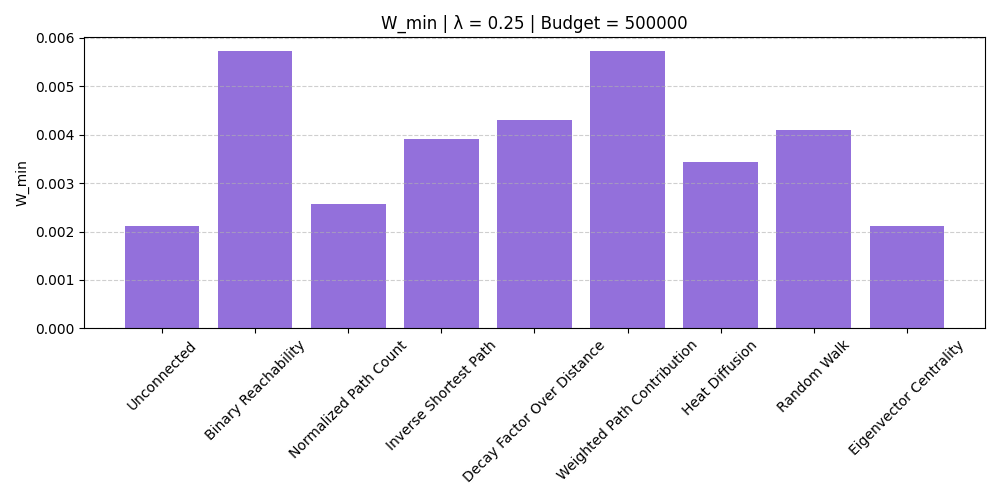 W_min | λ = 0.25 | Budget = 500000
W_min
0.006
0.005
0.004
0.003
0.002
0.001
0.000
Unconnected
Binary Reachability
Normalized Path Count
Inverse Shortest Path
Decay Factor Over Distance
Weighted Path Contribution
Heat Diffusion
Random Walk
Eigenvector Centrality